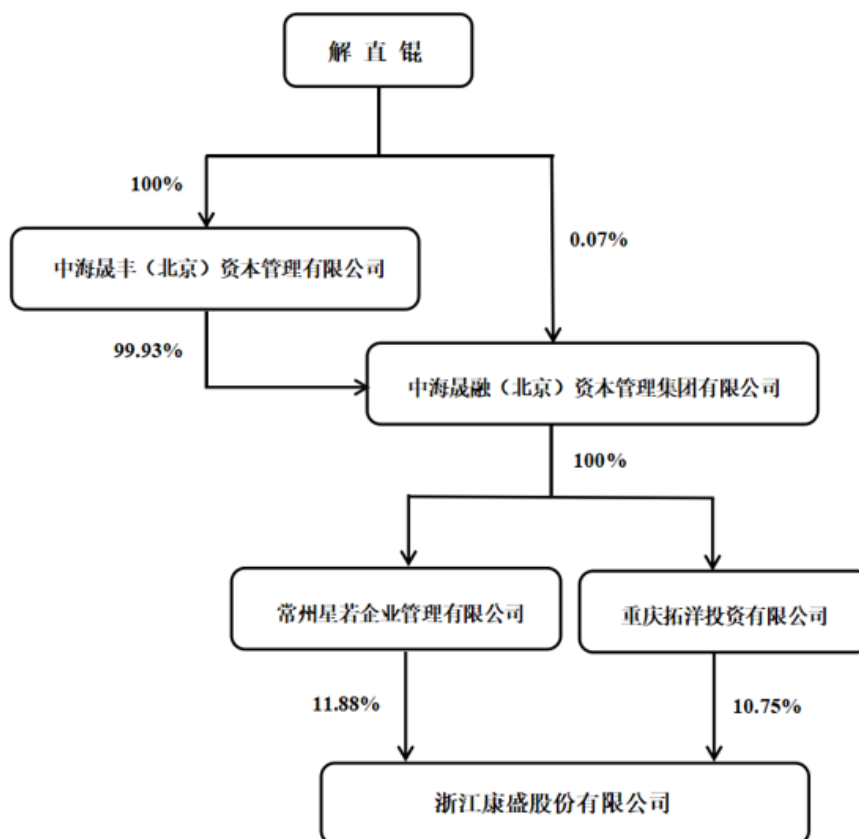 解 直 锟
100%
0.07%
中海晟丰（北京）资本管理有限公司
99.93%
中海晟融（北京）资本管理集团有限公司
100%
常州星若企业管理有限公司
重庆拓洋投资有限公司
11.88%
10.75%
浙江康盛股份有限公司